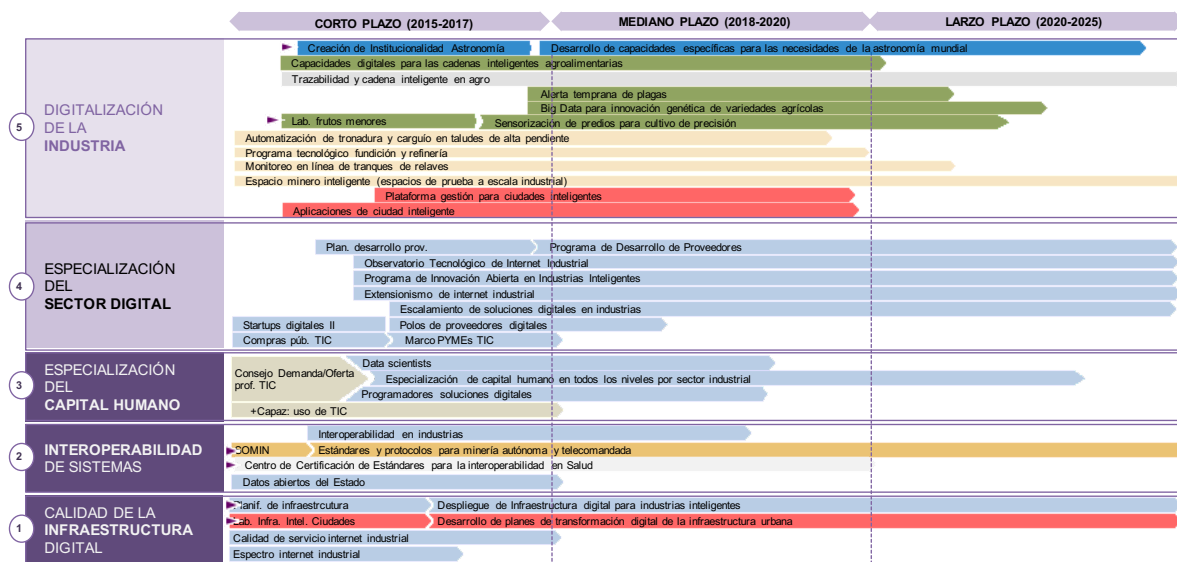 CORTO PLAZO (2015-2017)
MEDIANO PLAZO (2018-2020)
LARZO PLAZO (2020-2025)
5
DIGITALIZACIÓN
DE LA
INDUSTRIA
Creación de Institucionalidad Astronomía
Desarrollo de capacidades específicas para las necesidades de la astronomía mundial
Capacidades digitales para las cadenas inteligentes agroalimentarias
Trazabilidad y cadena inteligente en agro
Alerta temprana de plagas
Big Data para innovación genética de variedades agrícolas
Lab. frutos menores
Sensorización de predios para cultivo de precisión
Automatización de tronadura y carguío en taludes de alta pendiente
Programa tecnológico fundición y refinería
Monitoreo en línea de tranques de relaves
Espacio minero inteligente (espacios de prueba a escala industrial)
Plataforma gestión para ciudades inteligentes
Aplicaciones de ciudad inteligente
4
ESPECIALIZACIÓN
DEL
SECTOR DIGITAL
Plan. desarrollo prov.
Programa de Desarrollo de Proveedores
Observatorio Tecnológico de Internet Industrial
Programa de Innovación Abierta en Industrias Inteligentes
Extensionismo de internet industrial
Escalamiento de soluciones digitales en industrias
Startups digitales II
Polos de proveedores digitales
Compras púb. TIC
Marco PYMEs TIC
3
ESPECIALIZACIÓN
DEL
CAPITAL HUMANO
Consejo Demanda/Oferta
prof. TIC
Data scientists
Especialización de capital humano en todos los niveles por sector industrial
Programadores soluciones digitales
+Capaz: uso de TIC
2
INTEROPERABILIDAD
DE SISTEMAS
Interoperabilidad en industrias
COMIN
Estándares y protocolos para minería autónoma y telecomandada
Centro de Certificación de Estándares para la interoperabilidad en Salud
Datos abiertos del Estado
1
CALIDAD DE LA
INFRAESTRUCTURA
DIGITAL
Planif. de infraestrcutura
Despliegue de Infraestructura digital para industrias inteligentes
Lab. Infra. Intel. Ciudades
Desarrollo de planes de transformación digital de la infraestructura urbana
Calidad de servicio internet industrial
Espectro internet industrial